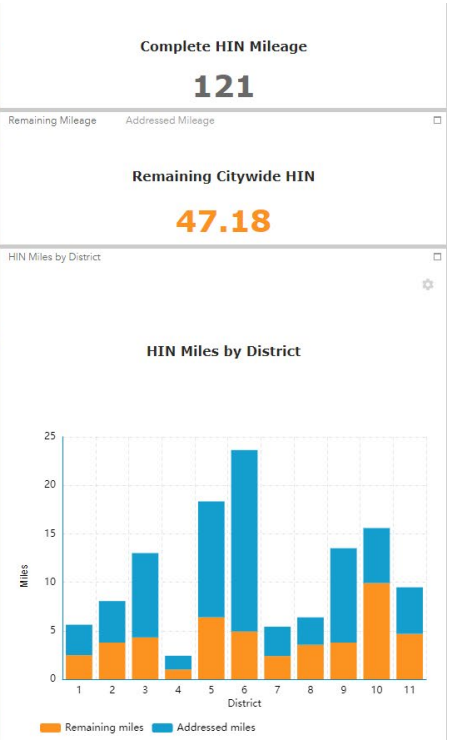 Complete HIN Mileage
121
Remaining Mileage Addressed Mileage
Remaining Citywide HIN
47.18
HIN Miles by District
HIN Miles by District
25
20
15
10
5
0
Miles
1 2 3 4 5 6 7 8 9 10 11
District
Remaining miles Addressed miles